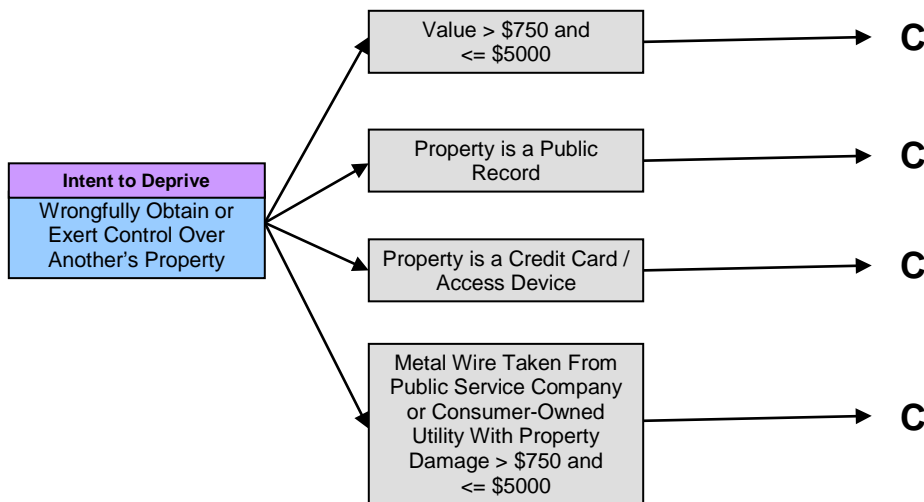 Value > $750 and
<= $5000
C
Property is a Public
Record
C
Intent to Deprive
Wrongfully Obtain or
Exert Control Over
Another’s Property
Property is a Credit Card /
Access Device
C
Metal Wire Taken From
Public Service Company
or Consumer-Owned
Utility With Property
Damage > $750 and
<= $5000
C